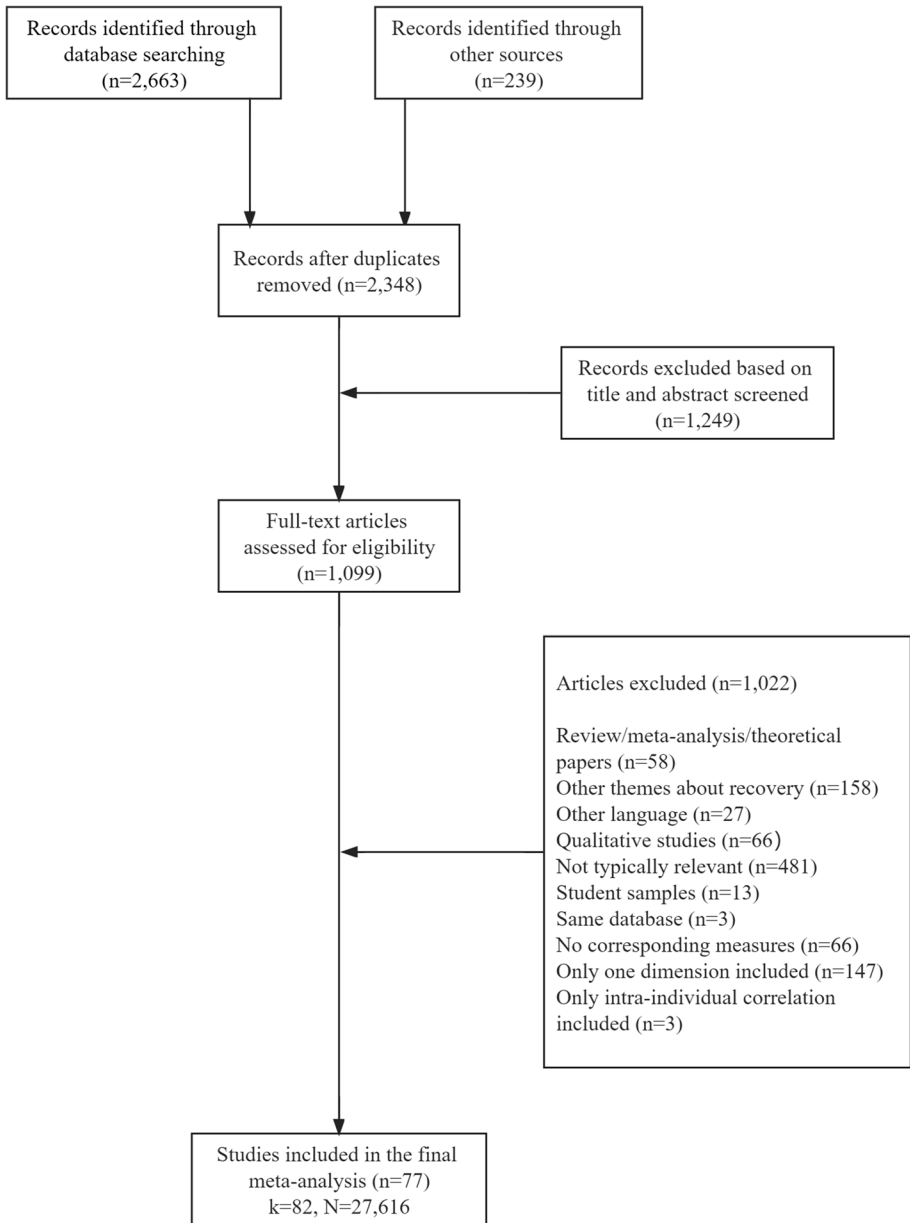 Records identified through
database searching
(n=2,663)
Records identified through
other sources
(n=239)
Records after duplicates
removed (n=2,348)
Records excluded based on
title and abstract screened
(n=1,249)
Full-text articles
assessed for eligibility
(n=1,099)
Articles excluded (n=1,022)
Review/meta-analysis/theoretical
papers (n=58)
Other themes about recovery (n=158)
Other language (n=27)
Qualitative studies (n=66)
Not typically relevant (n=481)
Student samples (n=13)
Same database (n=3)
No corresponding measures (n=66)
Only one dimension included (n=147)
Only intra-individual correlation
included (n=3)
Studies included in the final
meta-analysis (n=77)
k=82, N=27,616